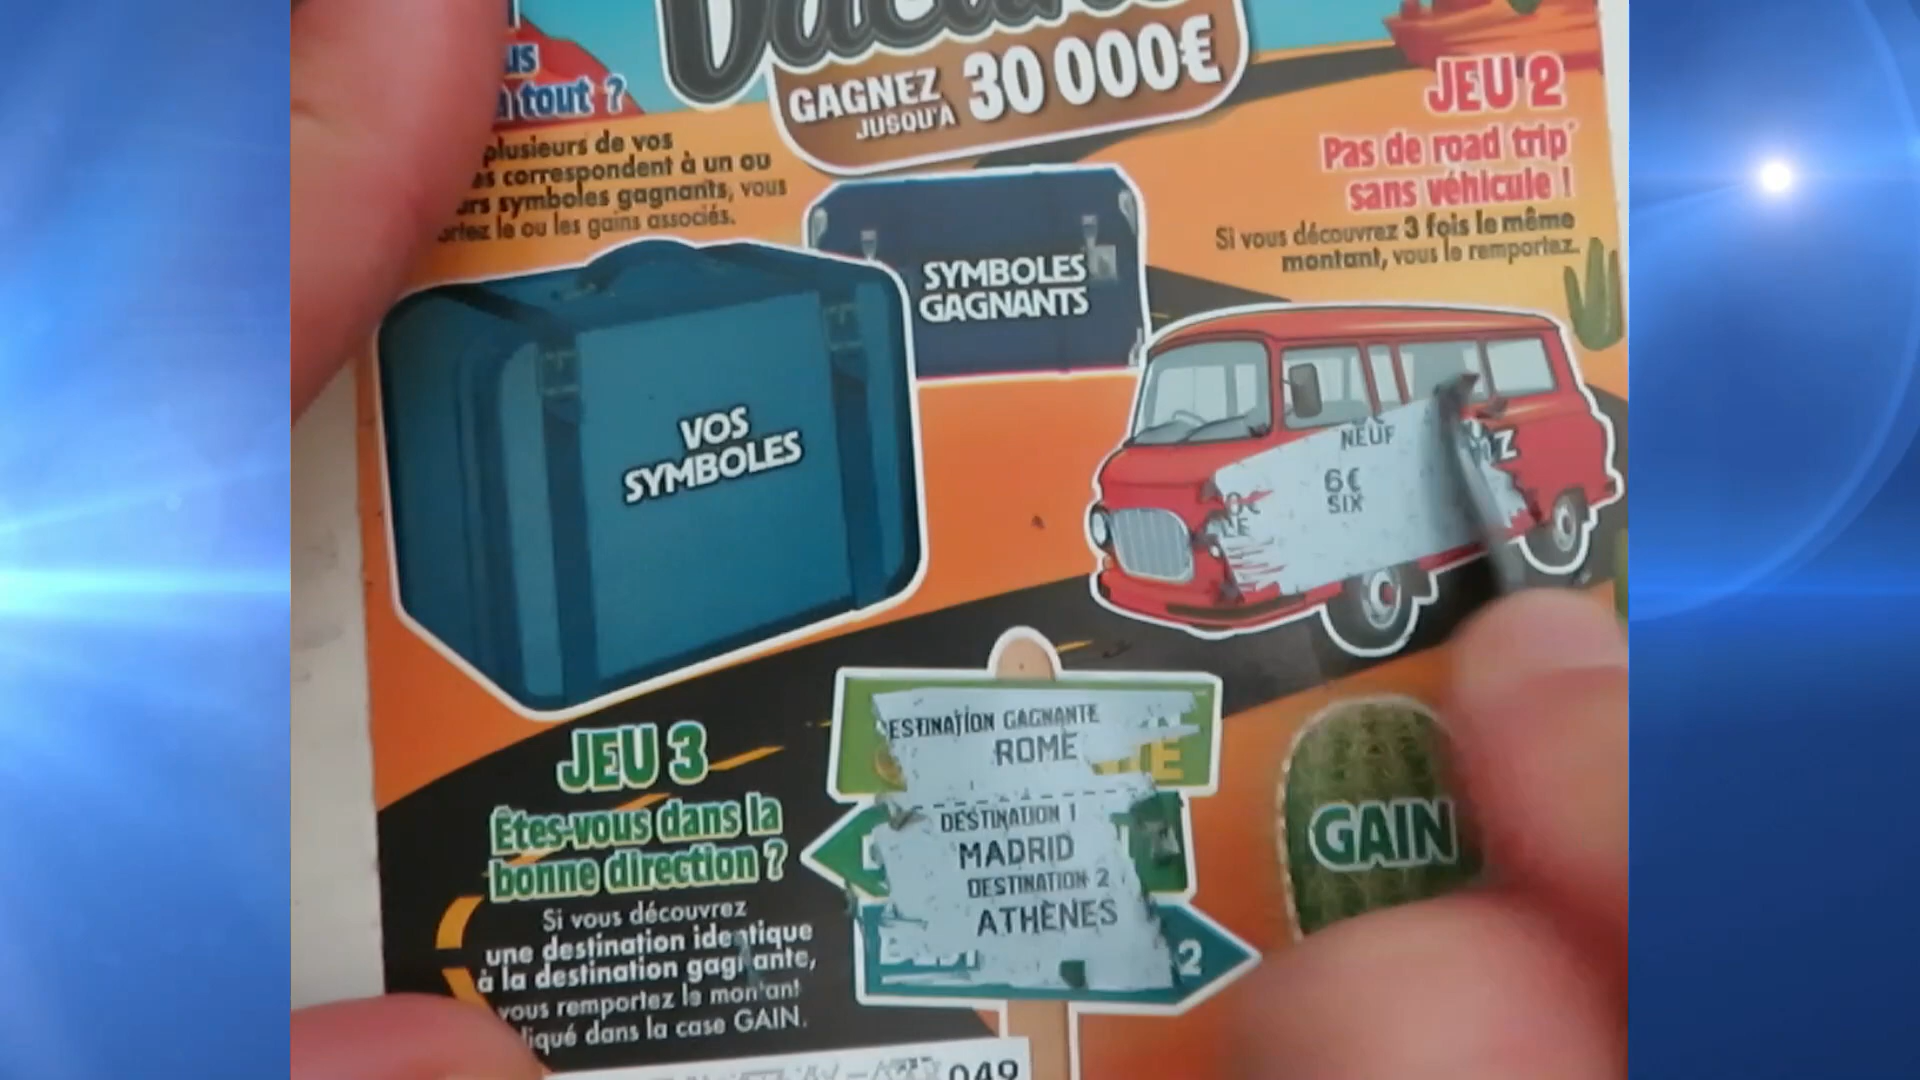 GAGNEZ
JUSQU'À
30 000€
tout ?
plusieurs de vos
correspondent à un ou
symboles gagnants, vous
le ou les gains associés.
SYMBOLES
GAGNANTS
VOS
SYMBOLES
JEU 2
Pas de road trip
sans véhicule !
Si vous découvrez 3 fois le même
montant, vous le remportez.
NEUF
6€
SIX
JEU 3
Êtes-vous dans la
bonne direction ?
Si vous découvrez
une destination identique
à la destination gagnante,
vous remportez le montant
dans la case GAIN.
DESTINATION GAGNANTE
ROME
DESTINATION 1
MADRID
DESTINATION 2
ATHÈNES
2
GAIN
049